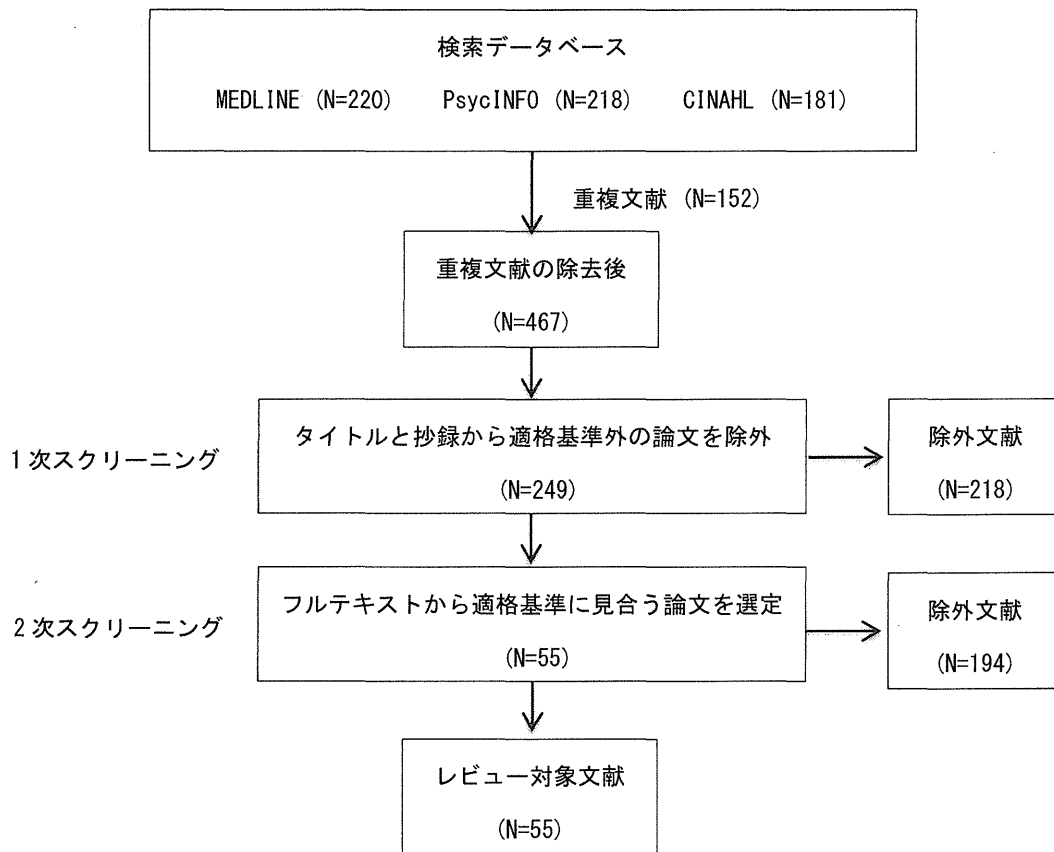 検索データベース
MEDLINE (N=220) PsycINFO (N=218) CINAHL (N=181)
重複文献 (N=152)
重複文献の除去後
(N=467)
1次スクリーニング
タイトルと抄録から適格基準外の論文を除外
(N=249)
除外文献
(N=218)
2次スクリーニング
フルテキストから適格基準に見合う論文を選定
(N=55)
除外文献
(N=194)
レビュー対象文献
(N=55)